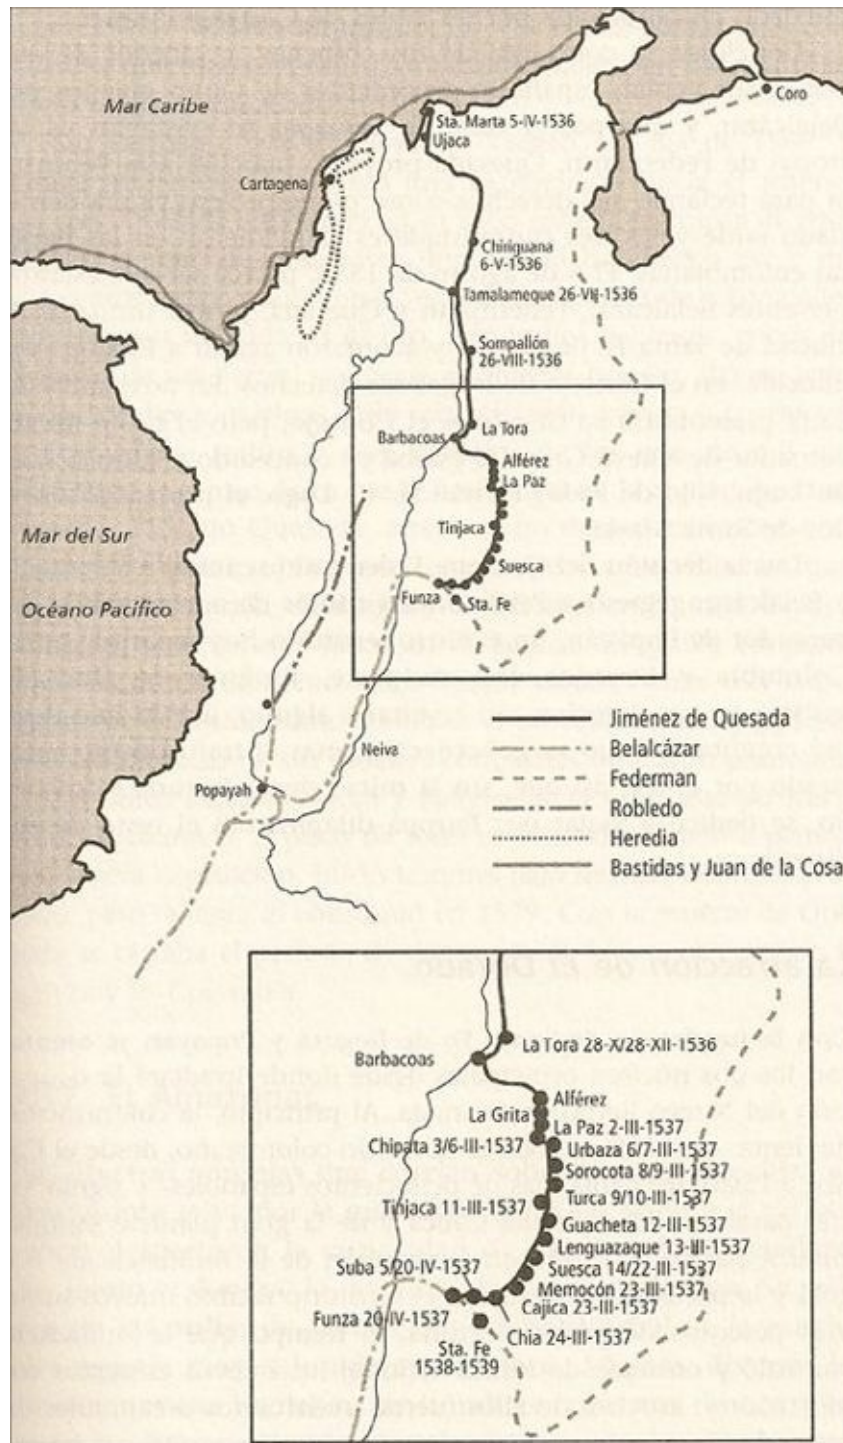 Mar Caribe
Coro
Sta. Marta 5-IV-1536
Ujaca
Cartagena
Chiriguana
6-V-1536
Tamalameque 26-VII-1536
Sompallón
26-VIII-1536
La Tora
Barbacoas
Alférez
La Paz
Mar del Sur
Tinjaca
Océano Pacífico
Suesca
Funza
Sta. Fe
Neiva
Popayah
Jiménez de Quesada
Belalcázar
Federman
Robledo
Heredia
Bastidas y Juan de la Cosa
La Tora 28-X/28-XII-1536
Barbacoas
Alférez
La Grita
La Paz 2-III-1537
Chipata 3/6-III-1537
Urbaza 6/7-III-1537
Sorocota 8/9-III-1537
Turca 9/10-III-1537
Tinjaca 11-III-1537
Guacheta 12-III-1537
Lenguazaque 13-III-1537
Suesca 14/22-III-1537
Suba 5/20-IV-1537
Memocón 23-III-1537
Cajica 23-III-1537
Funza 20-IV-1537
Chia 24-III-1537
Sta. Fe
1538-1539